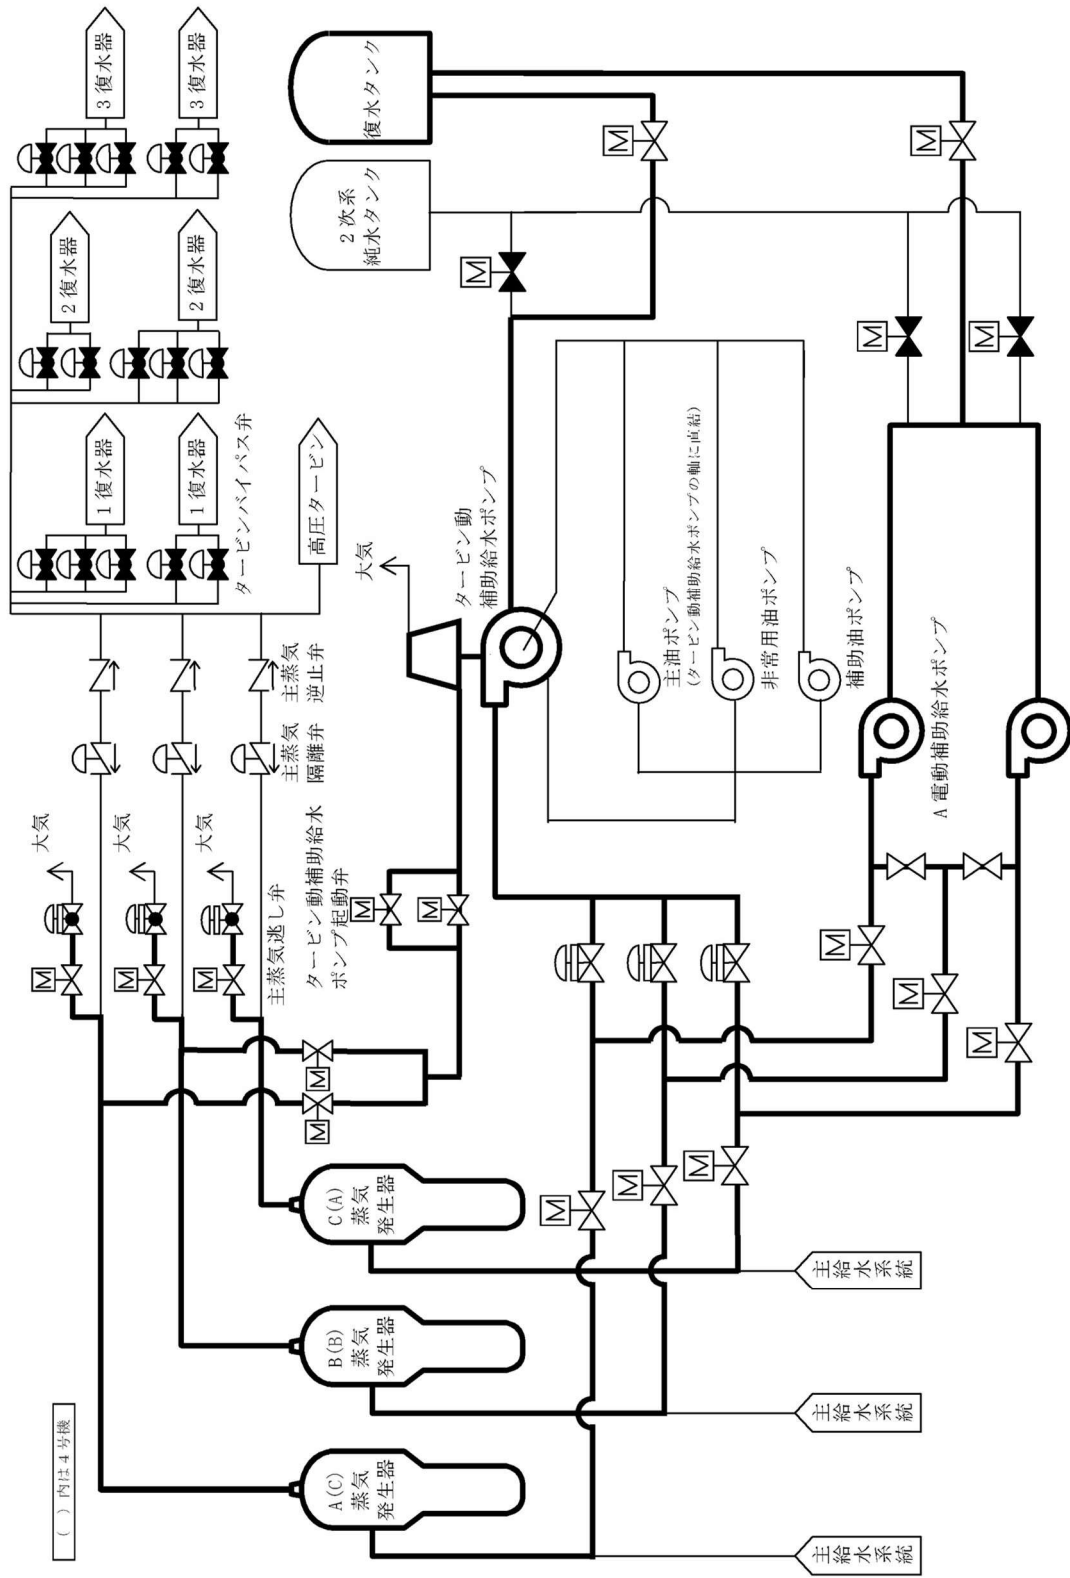 ( ) 内は4号機
大気
M
大気
M
大気
M
主蒸気逃し弁
主蒸気
隔離弁
主蒸気
逆止弁
高圧タービン
タービンバイパス弁
1復水器
1復水器
2復水器
2復水器
3復水器
3復水器
A(C)
蒸気
発生器
B(B)
蒸気
発生器
C(A)
蒸気
発生器
M
M
タービン動補助給水
ポンプ起動弁
M
M
大気
タービン動
補助給水ポンプ
2次系
純水タンク
復水タンク
M
M
M
M
M
M
M
主油ポンプ
(タービン動補助給水ポンプの軸に直結)
非常用油ポンプ
補助油ポンプ
M
M
M
M
M
A電動補助給水ポンプ
主給水系統
主給水系統
主給水系統